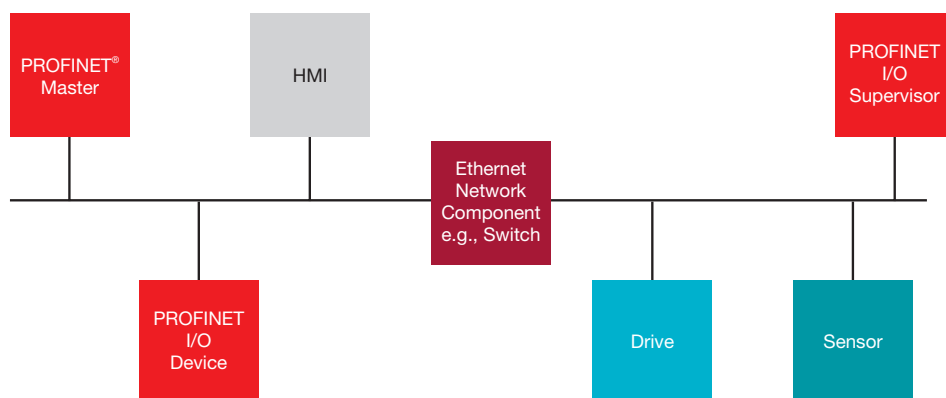 PROFINET®
Master
HMI
PROFINET
I/O
Supervisor
Ethernet
Network
Component
e.g., Switch
PROFINET
I/O
Device
Drive
Sensor